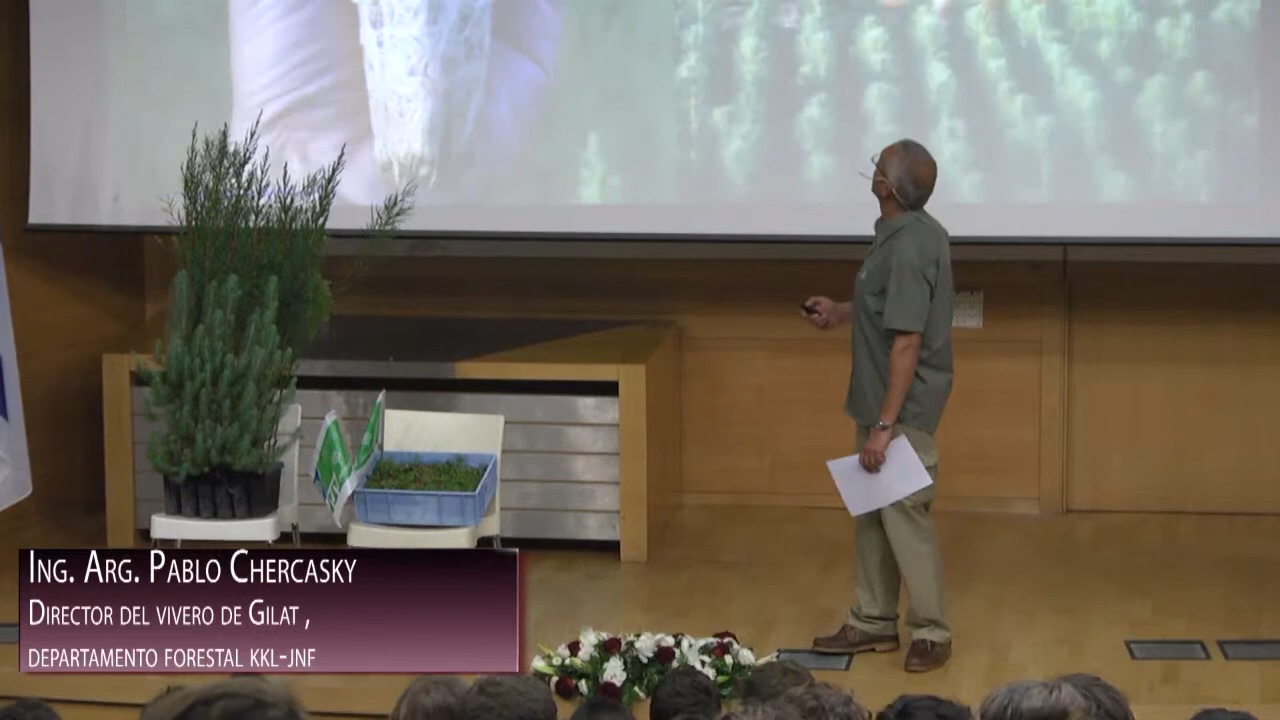 Ing. Arg. Pablo Chercasky
Director del vivero de Gilat ,
departamento forestal kkl-jnf